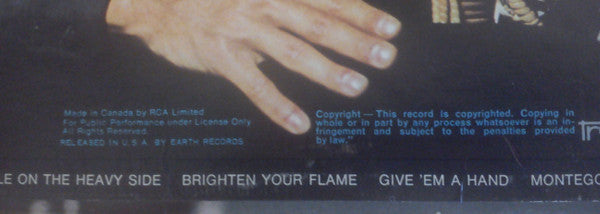 Made in Canada by RCA Limited
For Public Performance under License Only
All Rights Reserved.
RELEASED IN U.S.A. BY EARTH RECORDS
Copyright — This record is copyrighted. Copying in
whole or in part by any process whatsoever is an in-
fringement and subject to the penalties provided
by law."
LE ON THE HEAVY SIDE BRIGHTEN YOUR FLAME GIVE 'EM A HAND MONTEGO